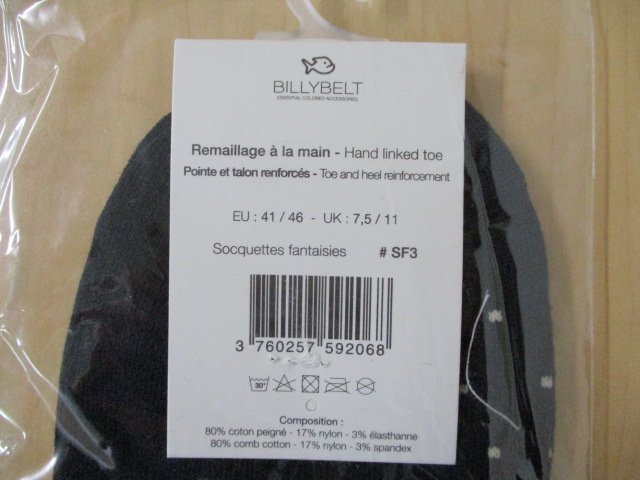 BILLYBELT
ESSENTIAL COLORED ACCESSORIES
Remaillage à la main - Hand linked toe
Pointe et talon renforcés - Toe and heel reinforcement
EU : 41 / 46 - UK : 7,5 / 11
Socquettes fantaisies # SF3
3 760257 592068
30°
Composition :
80% coton peigné - 17% nylon - 3% élasthanne
80% comb cotton - 17% nylon - 3% spandex